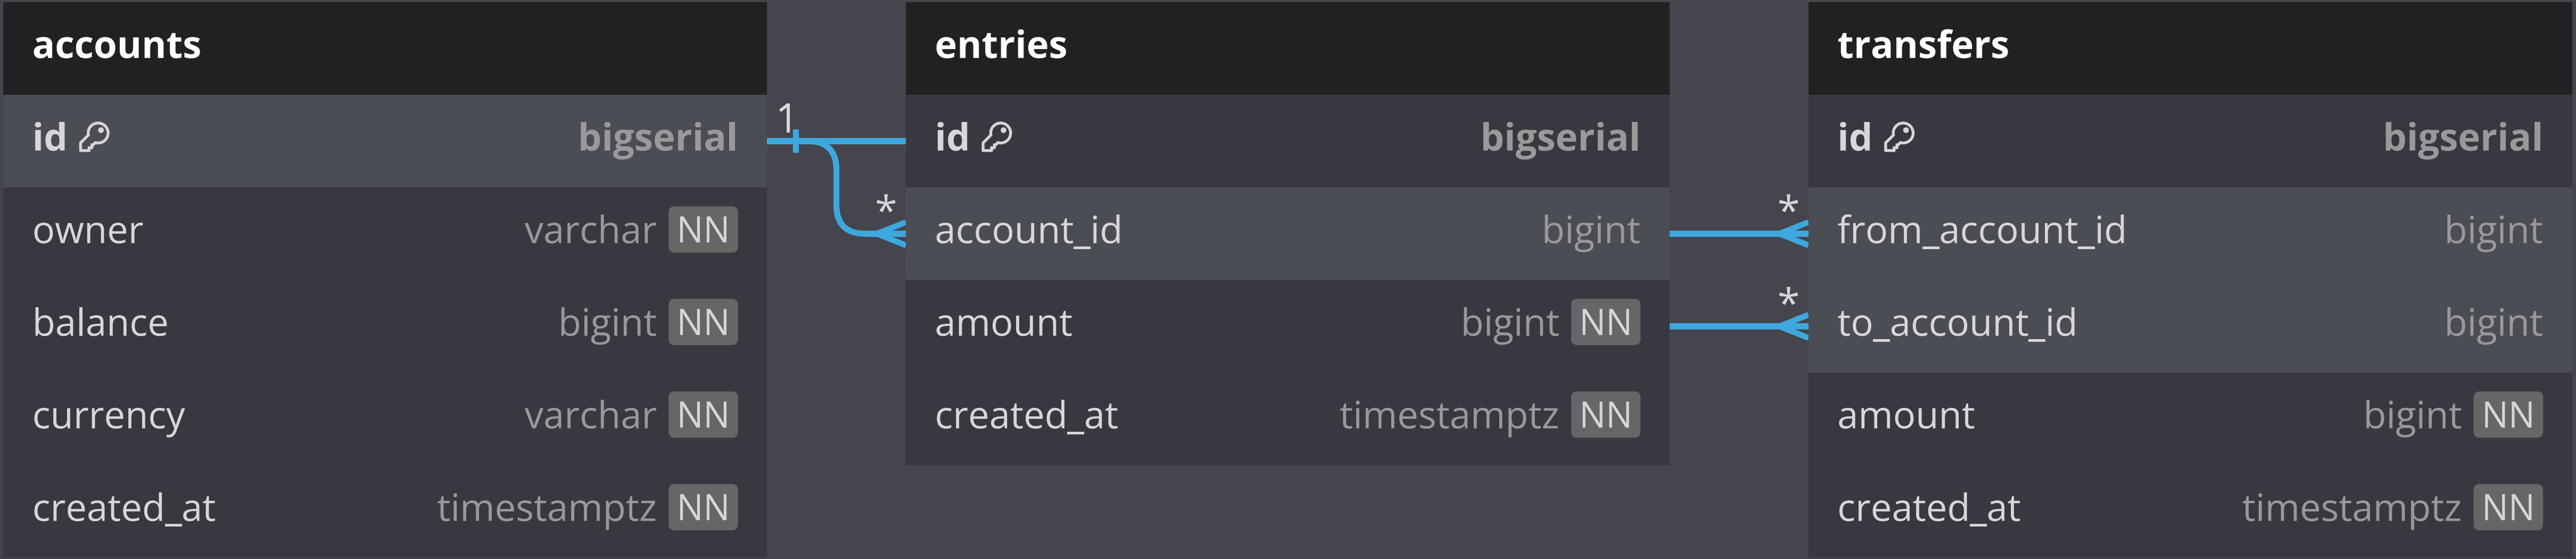 accounts
id bigserial
owner varchar NN
balance bigint NN
currency varchar NN
created_at timestamptz NN
1
*
entries
id bigserial
account_id bigint
amount bigint NN
created_at timestamptz NN
*
*
transfers
id bigserial
from_account_id bigint
to_account_id bigint
amount bigint NN
created_at timestamptz NN